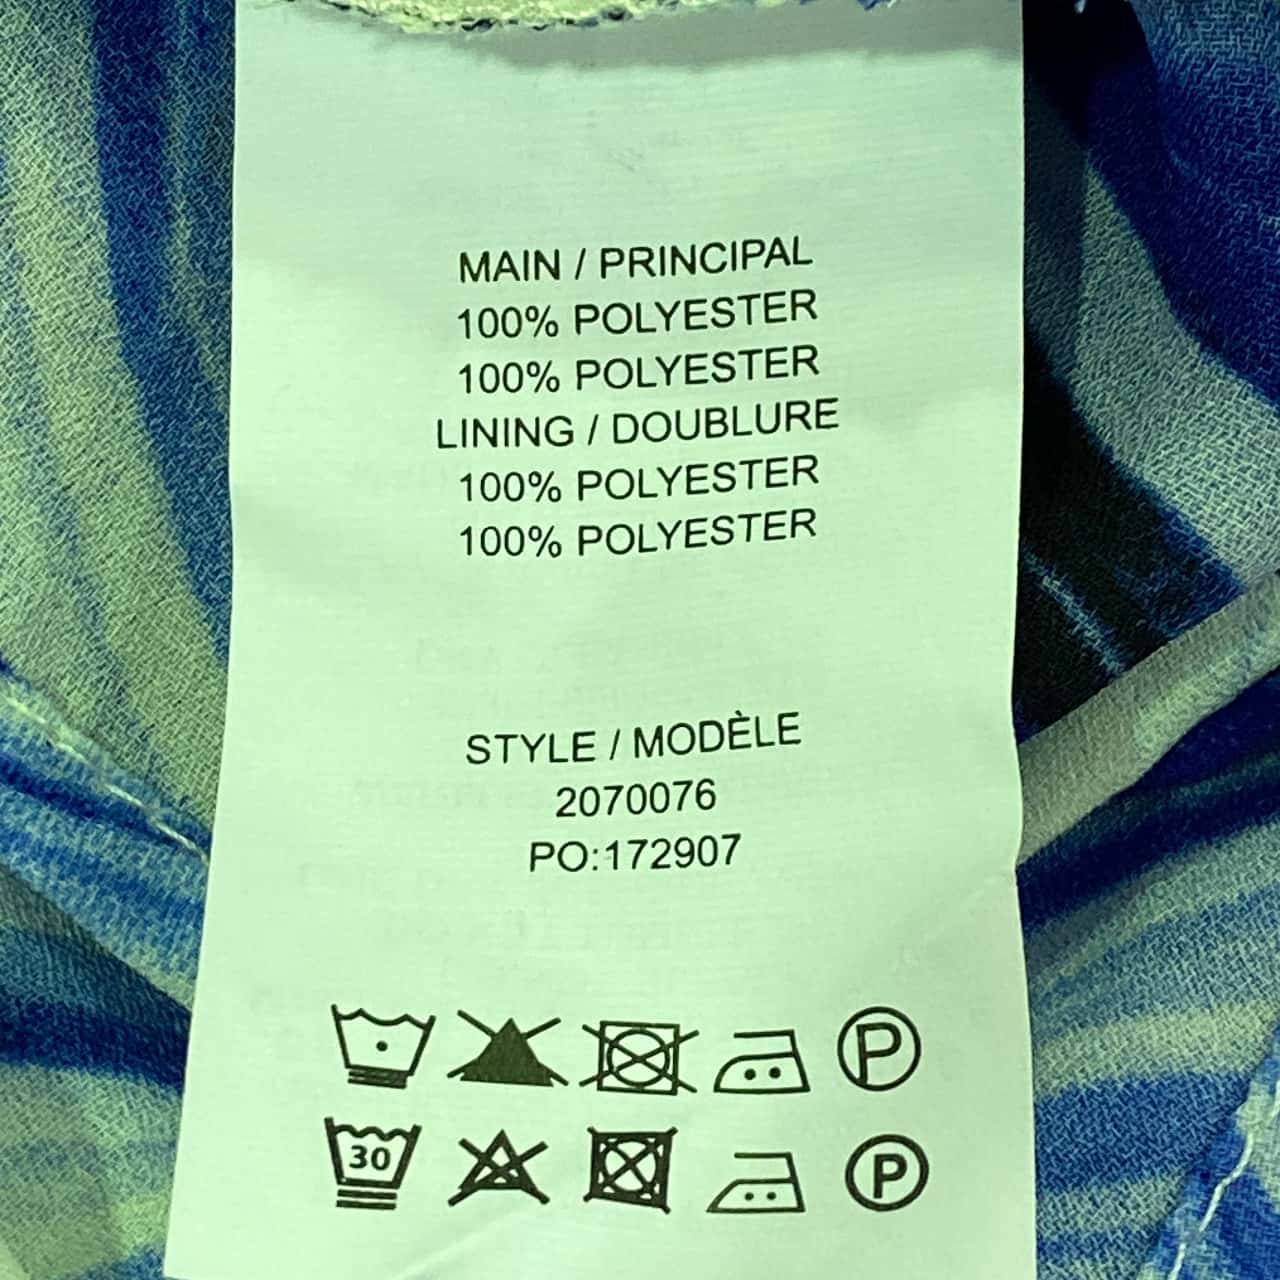 MAIN / PRINCIPAL
100% POLYESTER
100% POLYESTER
LINING / DOUBLURE
100% POLYESTER
100% POLYESTER
STYLE / MODÈLE
2070076
PO:172907
P
30 P